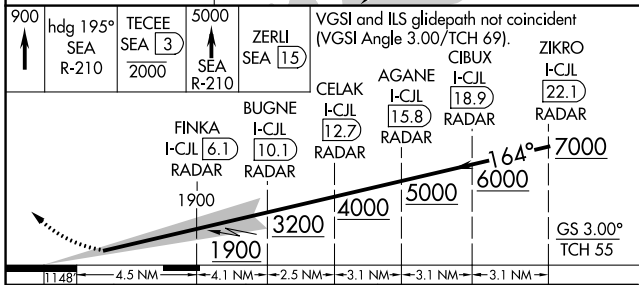 900
hdg 195°
SEA
R-210
TECEE
SEA 3
2000
5000
SEA
R-210
ZERLI
SEA 15
VGSI and ILS glidepath not coincident
(VGSI Angle 3.00/TCH 69).
ZIKRO
I-CJL
22.1
RADAR
CIBUX
I-CJL
18.9
RADAR
AGANE
I-CJL
15.8
RADAR
CELAK
I-CJL
12.7
RADAR
BUGNE
I-CJL
10.1
RADAR
FINKA
I-CJL 6.1
RADAR
1900
164°
7000
6000
5000
4000
3200
1900
GS 3.00°
TCH 55
1148'
4.5 NM
4.1 NM
2.5 NM
3.1 NM
3.1 NM
3.1 NM